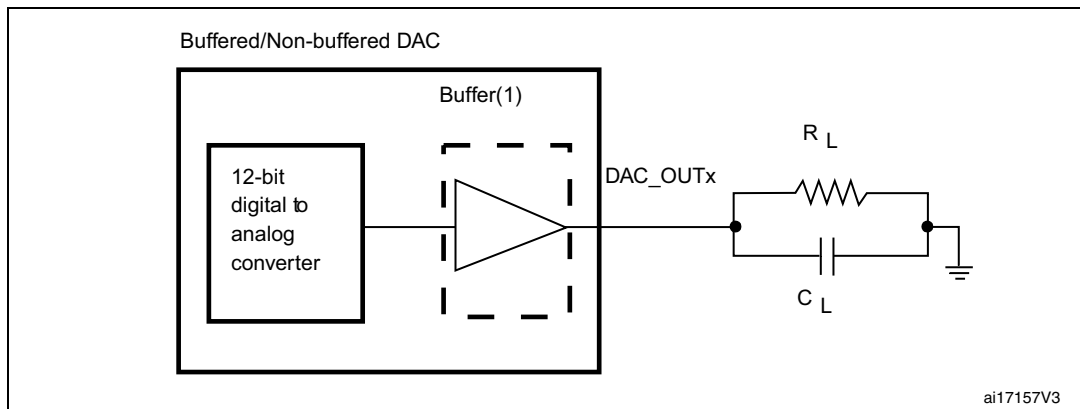 Buffered/Non-buffered DAC
Buffer(1)
12-bit
digital to
analog
converter
DAC_OUTx
R L
C L
ai17157V3